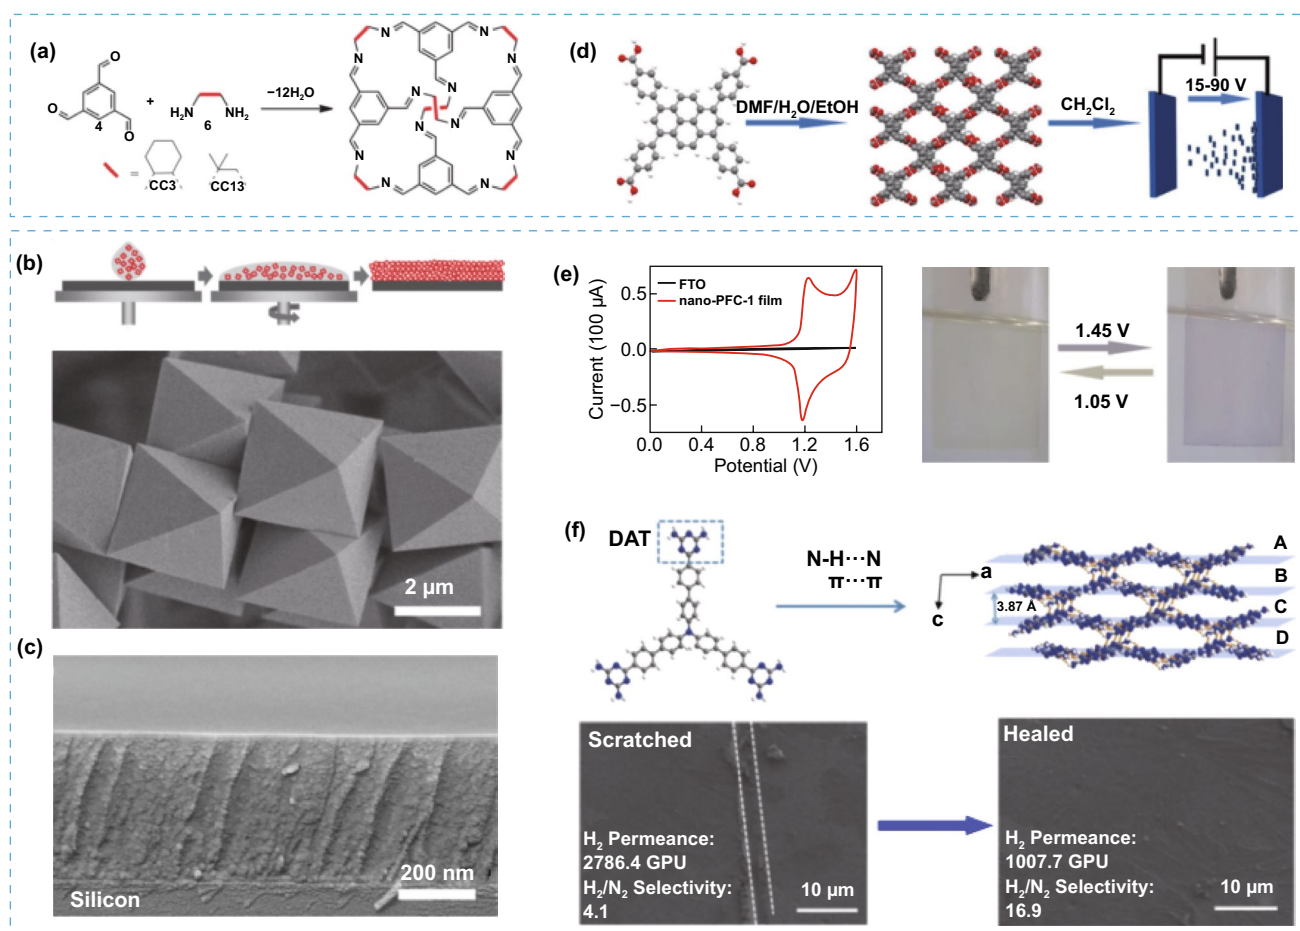 (a)
O
O
O
4
+
H₂N
NH₂
6
−12H₂O
=
CC3
CC13
N
N
N
N
N
N
N
N
N
N
N
N
(d)
DMF/H₂O/EtOH
CH₂Cl₂
15-90 V
(b)
2 μm
(c)
200 nm
Silicon
(e)
FTO
nano-PFC-1 film
Current (100 μA)
0.5
0.0
−0.5
0.0 0.4 0.8 1.2 1.6
Potential (V)
1.45 V
1.05 V
(f)
DAT
N-H···N
π···π
a
c
3.87 Å
A
B
C
D
Scratched
H₂ Permeance:
2786.4 GPU
H₂/N₂ Selectivity:
4.1
10 μm
Healed
H₂ Permeance:
1007.7 GPU
H₂/N₂ Selectivity:
16.9
10 μm